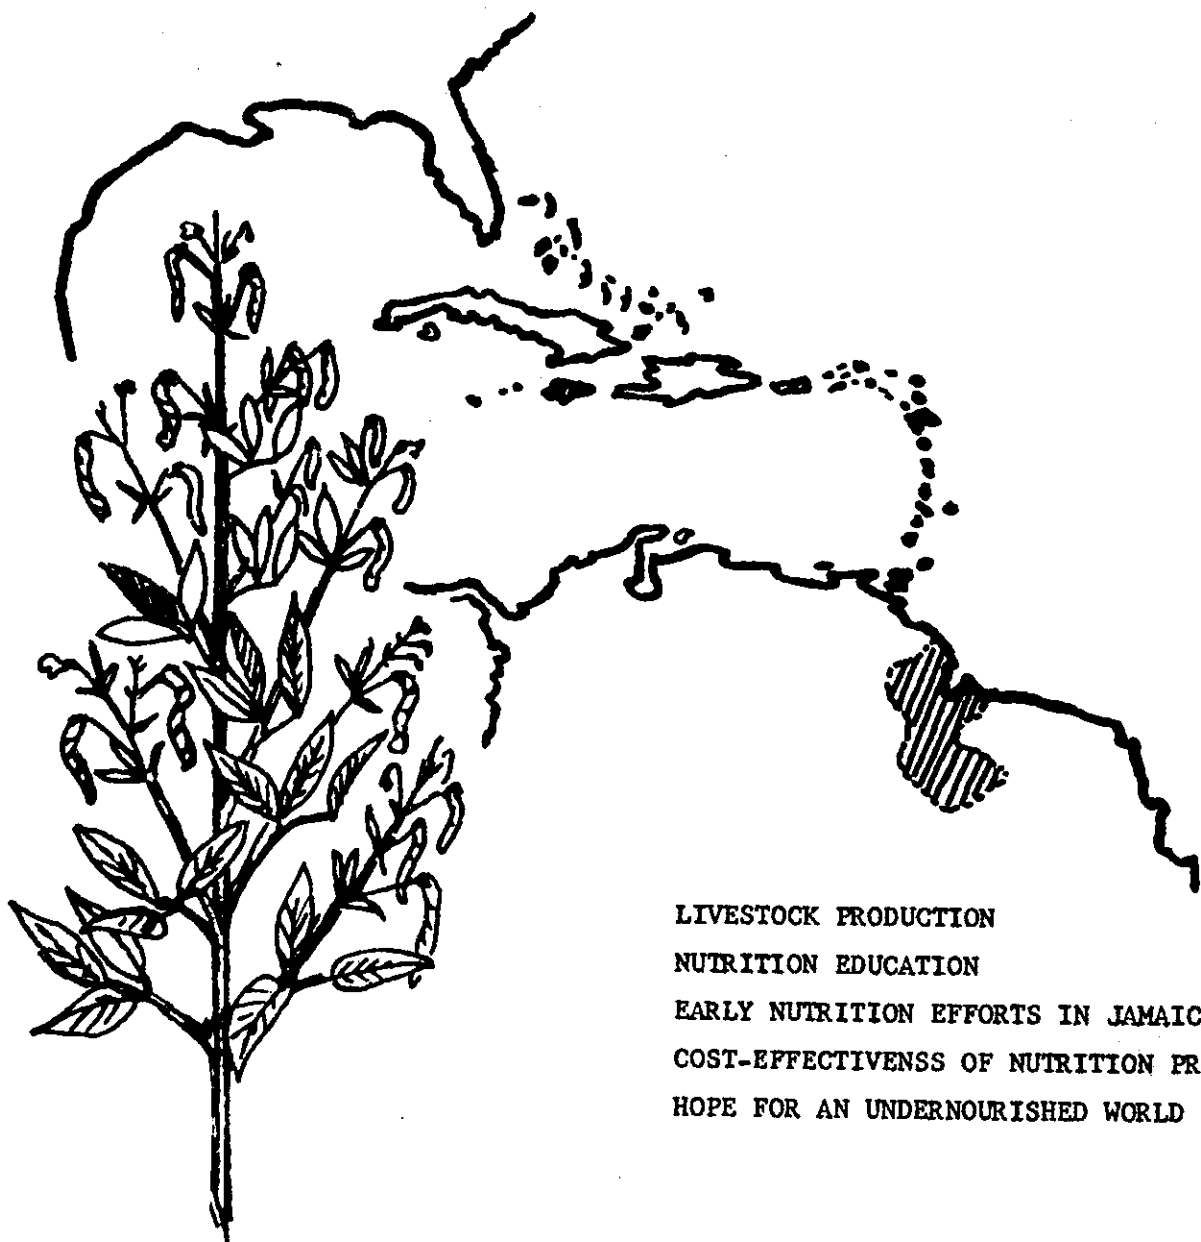 LIVESTOCK PRODUCTION
NUTRITION EDUCATION
EARLY NUTRITION EFFORTS IN JAMAIC
COST-EFFECTIVENSS OF NUTRITION PR
HOPE FOR AN UNDERNOURISHED WORLD